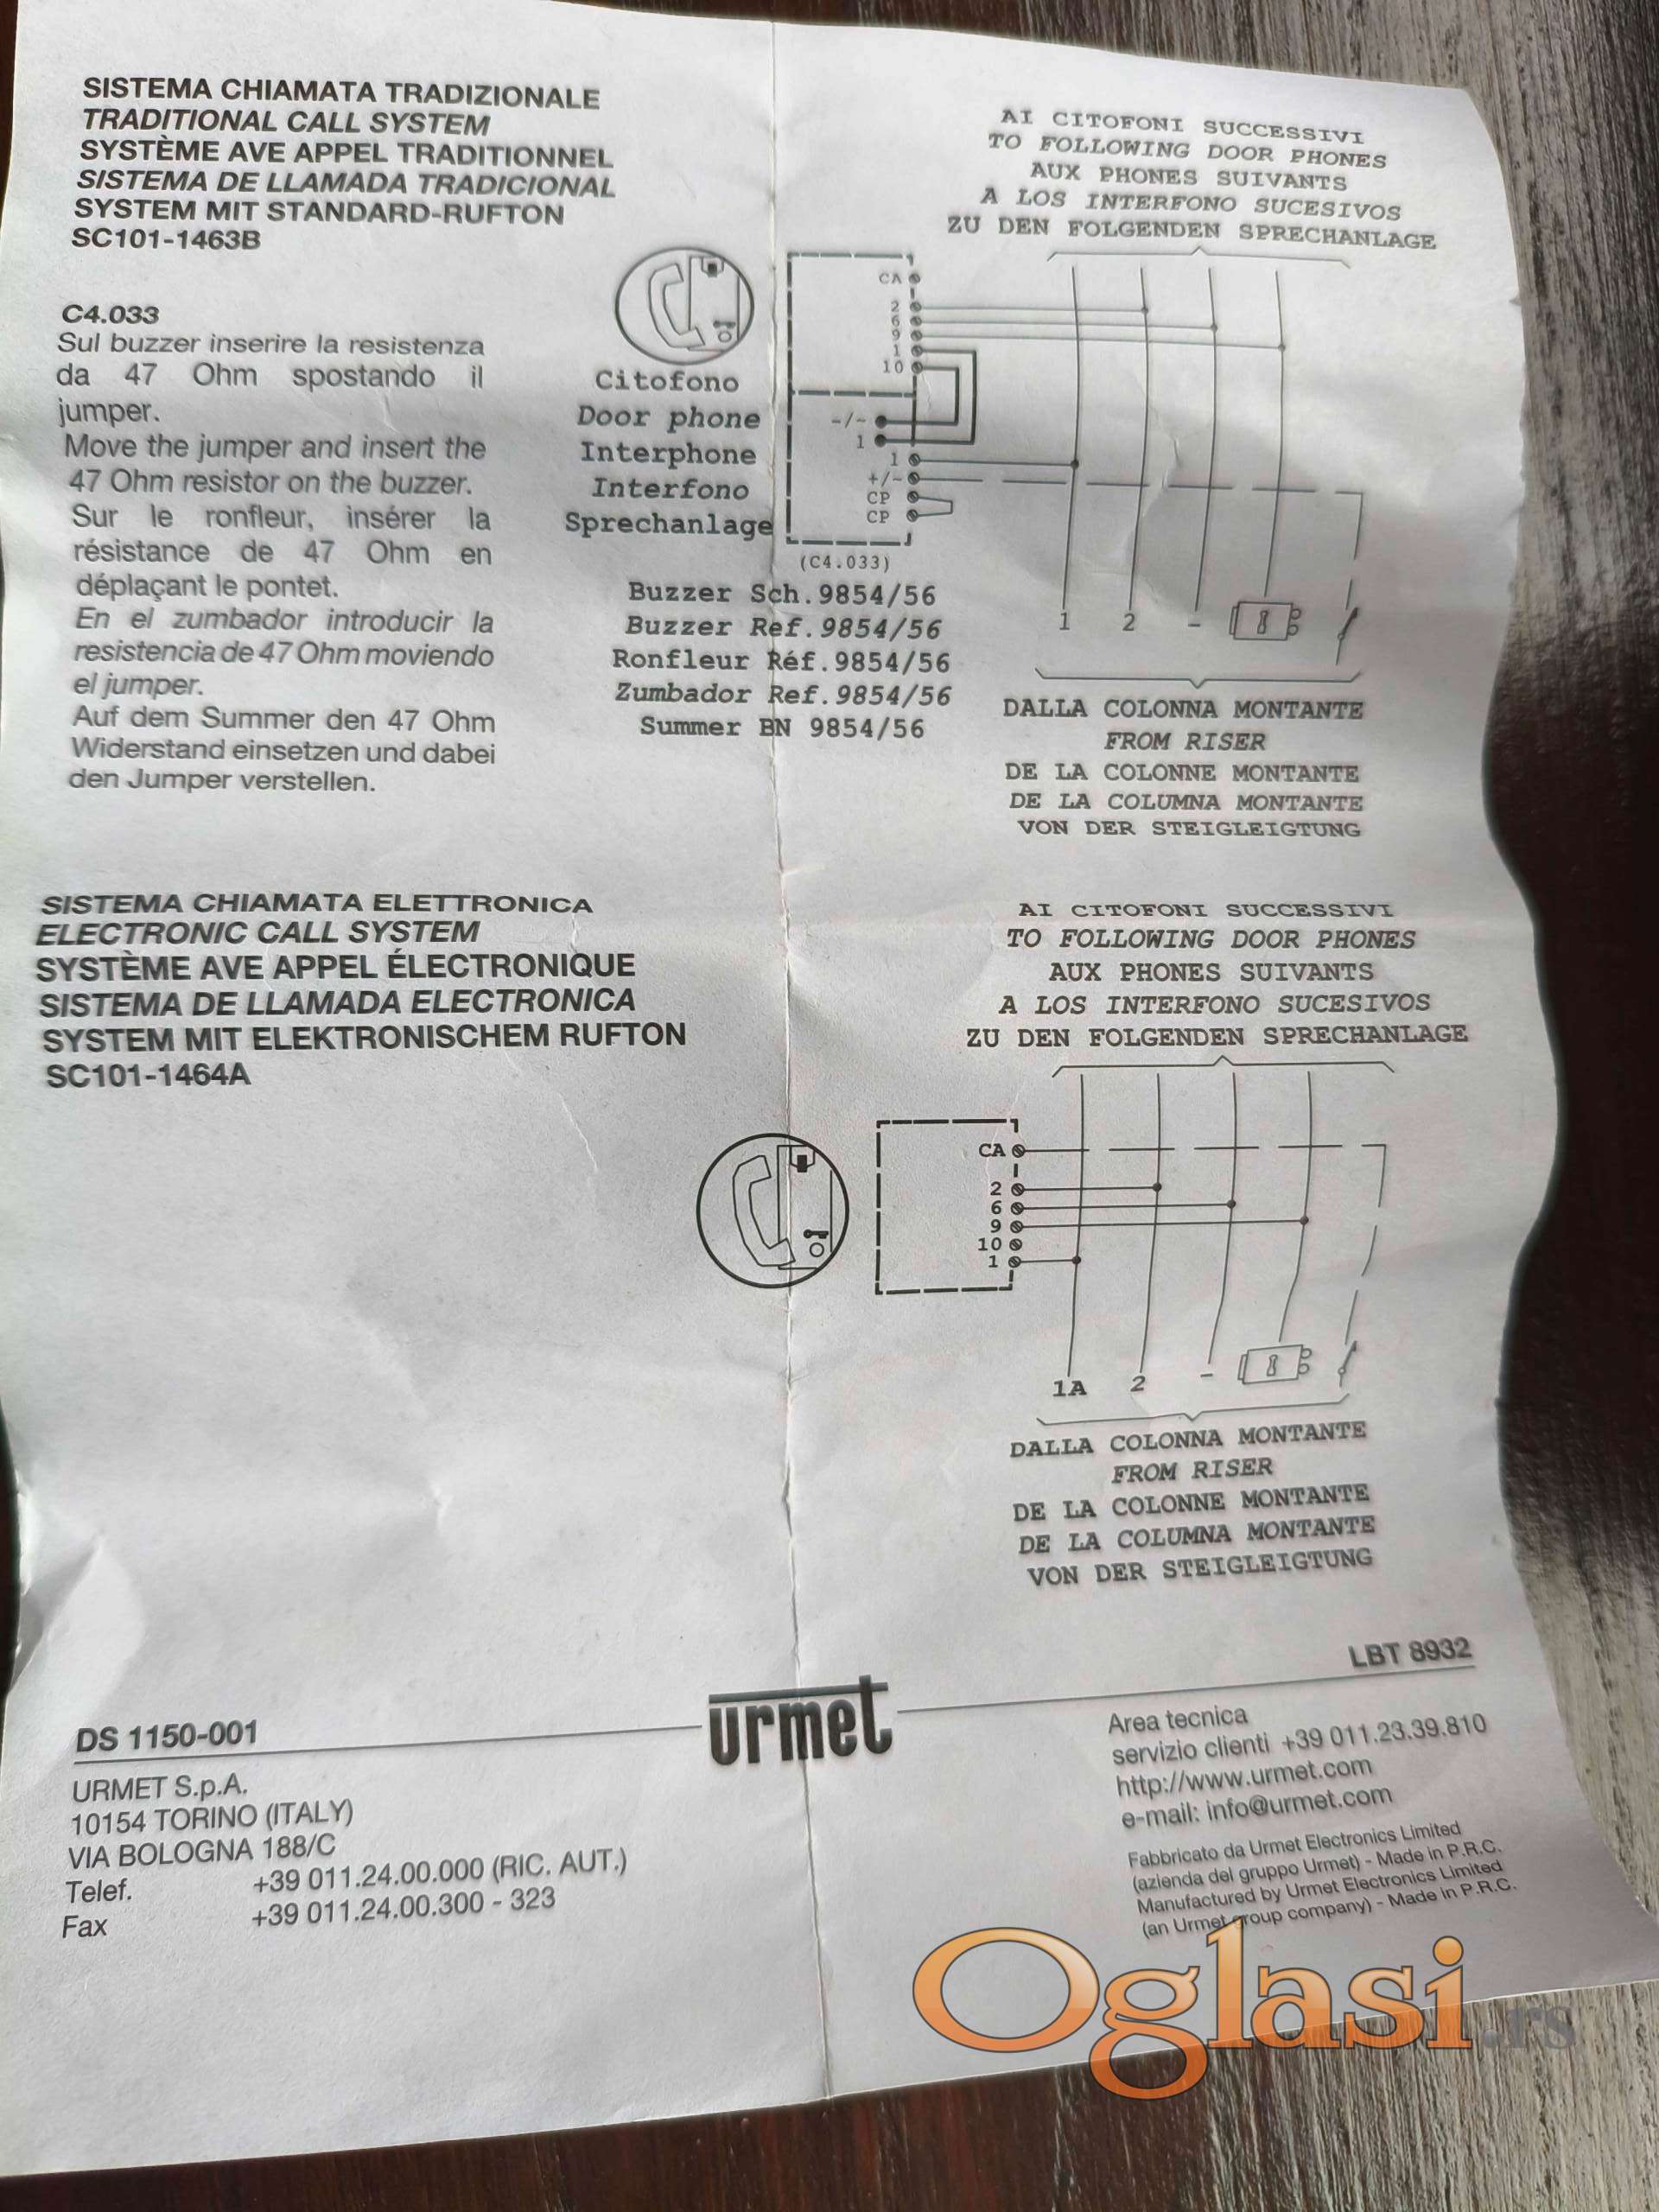 SISTEMA CHIAMATA TRADIZIONALE
TRADITIONAL CALL SYSTEM
SYSTÈME AVE APPEL TRADITIONNEL
SISTEMA DE LLAMADA TRADICIONAL
SYSTEM MIT STANDARD-RUFTON
SC101-1463B
C4.033
Sul buzzer inserire la resistenza
da 47 Ohm spostando il
jumper.
Move the jumper and insert the
47 Ohm resistor on the buzzer.
Sur le ronfleur, insérer la
résistance de 47 Ohm en
déplaçant le pontet.
En el zumbador introducir la
resistencia de 47 Ohm moviendo
el jumper.
Auf dem Summer den 47 Ohm
Widerstand einsetzen und dabei
den Jumper verstellen.
Citofono
Door phone
Interphone
Interfono
Sprechanlage
CA
2
6
9
1
10
-/~
1
1
+/~
CP
CP
(C4.033)
Buzzer Sch.9854/56
Buzzer Ref.9854/56
Ronfleur Réf.9854/56
Zumbador Ref.9854/56
Summer BN 9854/56
AI CITOFONI SUCCESSIVI
TO FOLLOWING DOOR PHONES
AUX PHONES SUIVANTS
A LOS INTERFONO SUCESIVOS
ZU DEN FOLGENDEN SPRECHANLAGE
1 2 -
DALLA COLONNA MONTANTE
FROM RISER
DE LA COLONNE MONTANTE
DE LA COLUMNA MONTANTE
VON DER STEIGLEIGTUNG
SISTEMA CHIAMATA ELETTRONICA
ELECTRONIC CALL SYSTEM
SYSTÈME AVE APPEL ÉLECTRONIQUE
SISTEMA DE LLAMADA ELECTRONICA
SYSTEM MIT ELEKTRONISCHEM RUFTON
SC101-1464A
AI CITOFONI SUCCESSIVI
TO FOLLOWING DOOR PHONES
AUX PHONES SUIVANTS
A LOS INTERFONO SUCESIVOS
ZU DEN FOLGENDEN SPRECHANLAGE
CA
2
6
9
10
1
1A 2 -
DALLA COLONNA MONTANTE
FROM RISER
DE LA COLONNE MONTANTE
DE LA COLUMNA MONTANTE
VON DER STEIGLEIGTUNG
DS 1150-001
urmet
LBT 8932
URMET S.p.A.
10154 TORINO (ITALY)
VIA BOLOGNA 188/C
Telef. +39 011.24.00.000 (RIC. AUT.)
Fax +39 011.24.00.300 - 323
Area tecnica
servizio clienti +39 011.23.39.810
http://www.urmet.com
e-mail: info@urmet.com
Fabbricato da Urmet Electronics Limited
(azienda del gruppo Urmet) - Made in P.R.C.
Manufactured by Urmet Electronics Limited
(an Urmet group company) - Made in P.R.C.
Oglasi.rs